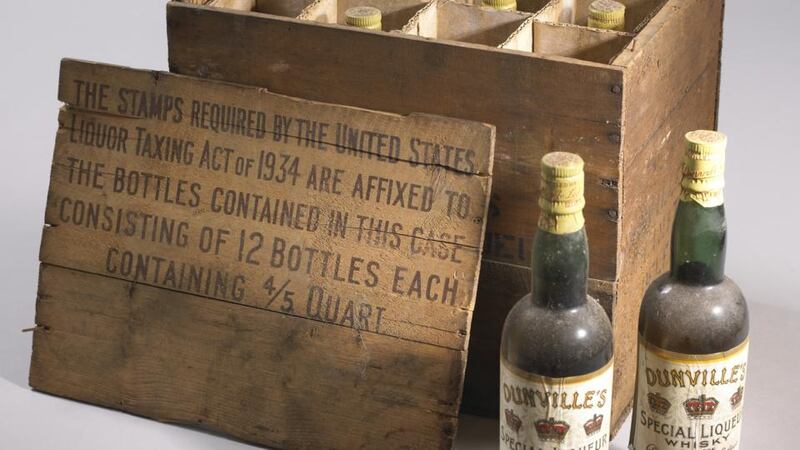 THE STAMPS REQUIRED BY THE UNITED STATES
LIQUOR TAXING ACT OF 1934 ARE AFFIXED TO
THE BOTTLES CONTAINED IN THIS CASE
CONSISTING OF 12 BOTTLES EACH
CONTAINING 4/5 QUART
DUNVILLE'S
SPECIAL LIQUEUR
DUNVILLE'S
SPECIAL LIQUEUR
WHISKY